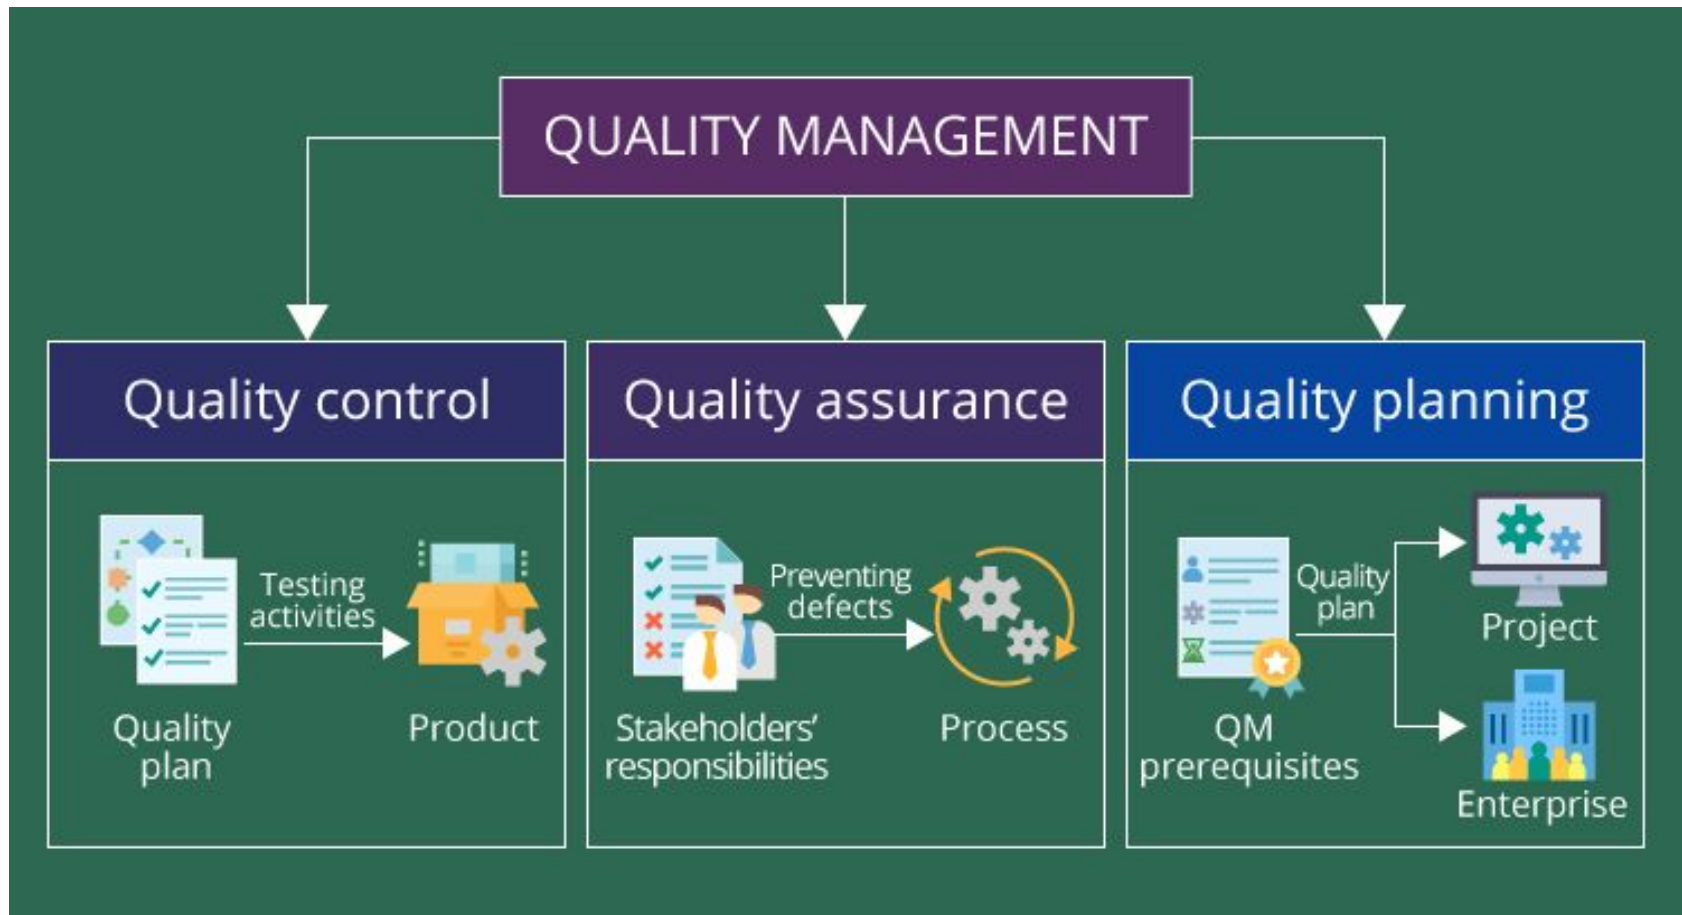 QUALITY MANAGEMENT
Quality control
Testing
activities
Quality
plan
Product
Quality assurance
Preventing
defects
Stakeholders’
responsibilities
Process
Quality planning
Quality
plan
Project
QM
prerequisites
Enterprise